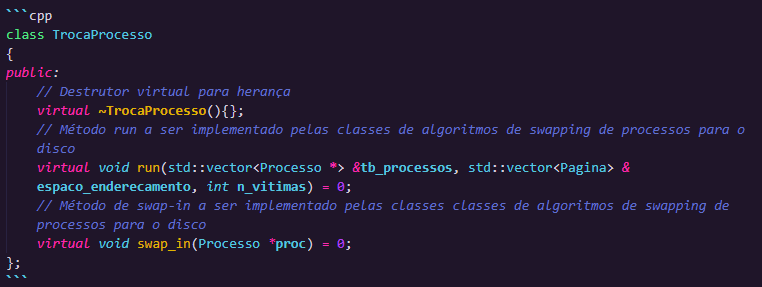 ```cpp
class TrocaProcesso
{
public:
    // Destrutor virtual para herança
    virtual ~TrocaProcesso(){};
    // Método run a ser implementado pelas classes de algoritmos de swapping de processos para o
    disco
    virtual void run(std::vector<Processo *> &tb_processos, std::vector<Pagina> &
    espaco_enderecamento, int n_vitimas) = 0;
    // Método de swap-in a ser implementado pelas classes classes de algoritmos de swapping de
    processos para o disco
    virtual void swap_in(Processo *proc) = 0;
};
```